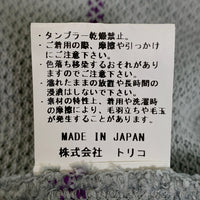 ・タンブラー乾燥禁止。
・ご着用の際、摩擦や引っかけ
にご注意下さい。
・色落ち移染するおそれがあり
ますのでご注意下さい。
・濡れたままの放置や長時間の
浸漬はしないで下さい。
・素材の特性上、着用や洗濯時
の摩擦により、毛羽立ちや毛玉
が発生することがあります。
MADE IN JAPAN
株式会社 トリコ